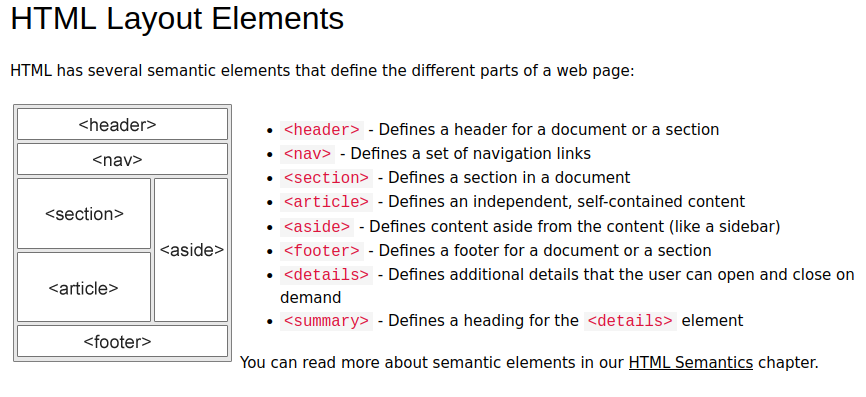 HTML Layout Elements
HTML has several semantic elements that define the different parts of a web page:
<header>
<nav>
<section>
<aside>
<article>
<footer>
<header> - Defines a header for a document or a section
<nav> - Defines a set of navigation links
<section> - Defines a section in a document
<article> - Defines an independent, self-contained content
<aside> - Defines content aside from the content (like a sidebar)
<footer> - Defines a footer for a document or a section
<details> - Defines additional details that the user can open and close on
demand
<summary> - Defines a heading for the <details> element
You can read more about semantic elements in our HTML Semantics chapter.